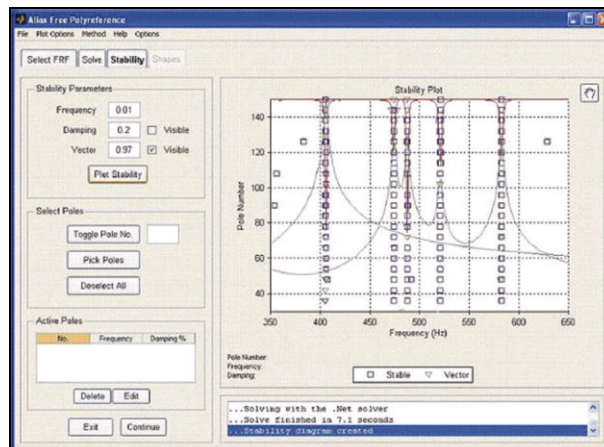 Alias Free Polyreference
File Plot Options Method Help Options
Select FRF Solve Stability Shapes
Stability Parameters
Frequency 0.01
Damping 0.2 Visible
Vector 0.97 Visible
Plot Stability
Select Poles
Toggle Pole No.
Pick Poles
Deselect All
Active Poles
No. Frequency Damping %
Delete Edit
Exit Continue
Stability Plot
150
140
120
100
80
60
40
Pole Number
350 400 450 500 550 600 650
Frequency (Hz)
Pole Number:
Frequency:
Damping:
Stable Vector
...Solving with the .Net solver
...Solve finished in 7.1 seconds
...Stability diagram created